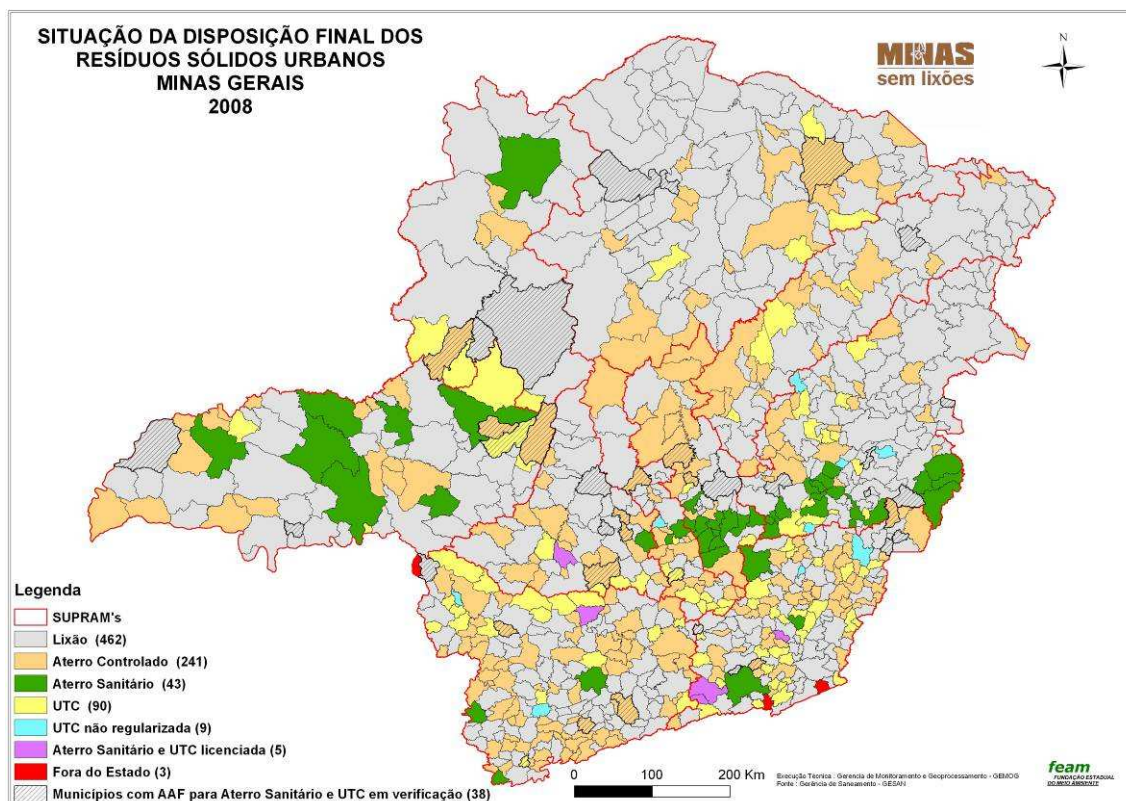 SITUAÇÃO DA DISPOSIÇÃO FINAL DOS
RESÍDUOS SÓLIDOS URBANOS
MINAS GERAIS
2008
MINAS
sem lixões
N
Legenda
SUPRAM's
Lixão (462)
Aterro Controlado (241)
Aterro Sanitário (43)
UTC (90)
UTC não regularizada (9)
Aterro Sanitário e UTC licenciada (5)
Fora do Estado (3)
Municípios com AAF para Aterro Sanitário e UTC em verificação (38)
0 100 200 Km
Execução Técnica : Gerencia de Monitoramento e Geoprocessamento - GEMOG
Fonte : Gerência de Saneamento - GESAN
feam
FUNDAÇÃO ESTADUAL
DO MEIO AMBIENTE